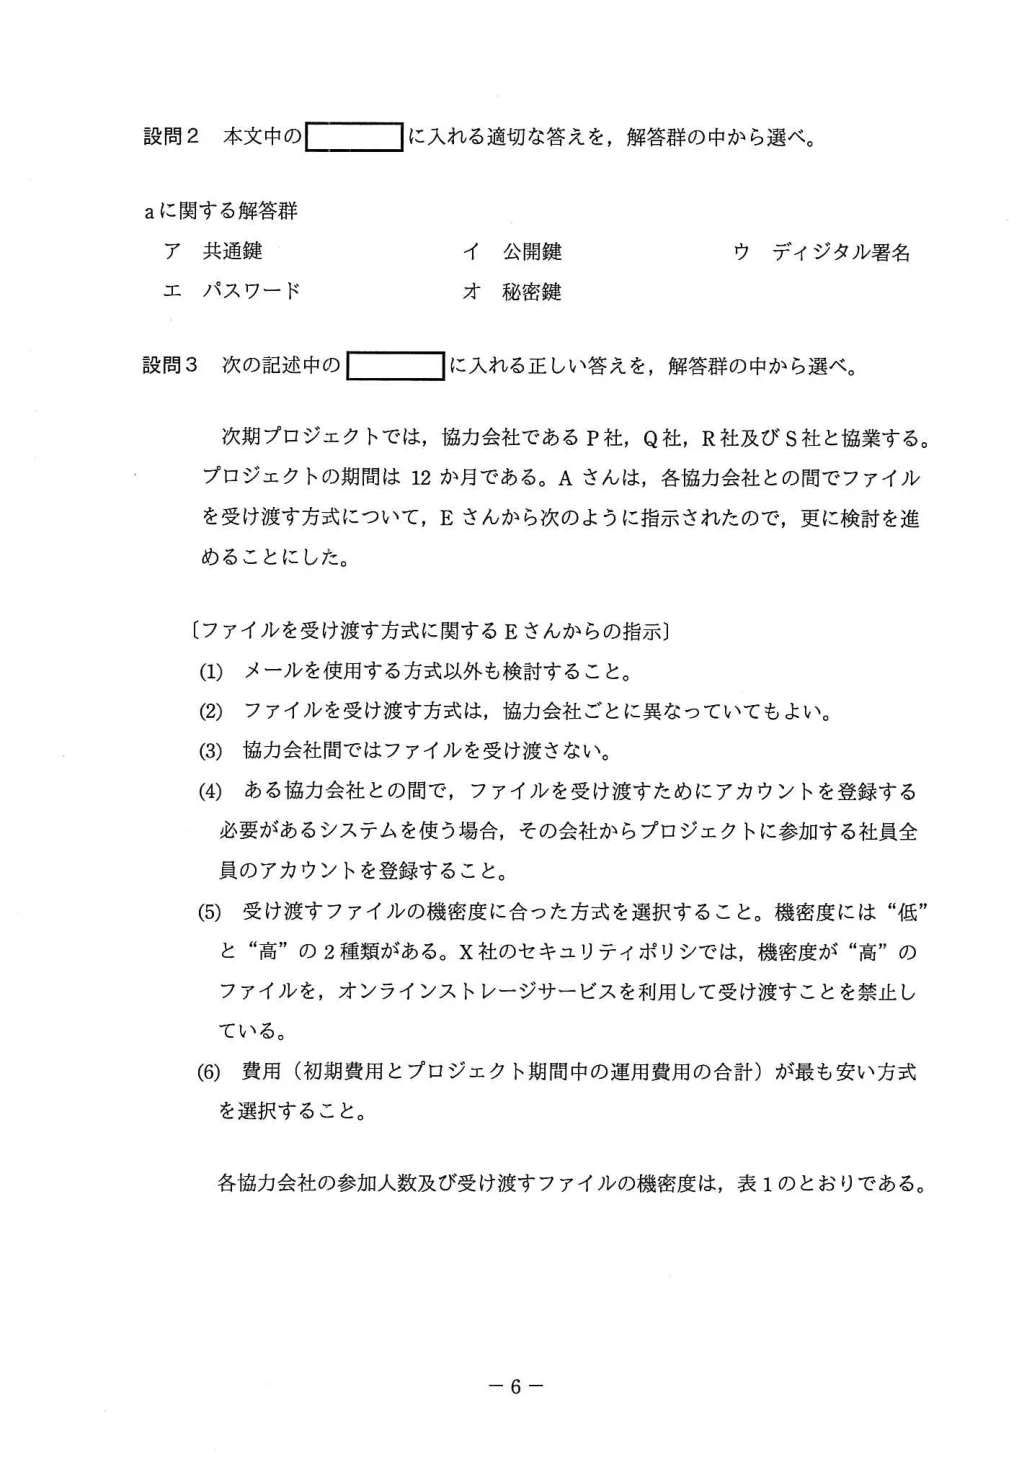 設問2　本文中の　　　　に入れる適切な答えを，解答群の中から選べ。
aに関する解答群
ア　共通鍵　　イ　公開鍵　　ウ　ディジタル署名
エ　パスワード　　オ　秘密鍵
設問3　次の記述中の　　　　に入れる正しい答えを，解答群の中から選べ。
次期プロジェクトでは，協力会社であるP社，Q社，R社及びS社と協業する。
プロジェクトの期間は 12 か月である。A さんは，各協力会社との間でファイル
を受け渡す方式について，E さんから次のように指示されたので，更に検討を進
めることにした。
〔ファイルを受け渡す方式に関するEさんからの指示〕
(1)　メールを使用する方式以外も検討すること。
(2)　ファイルを受け渡す方式は，協力会社ごとに異なっていてもよい。
(3)　協力会社間ではファイルを受け渡さない。
(4)　ある協力会社との間で，ファイルを受け渡すためにアカウントを登録する
必要があるシステムを使う場合，その会社からプロジェクトに参加する社員全
員のアカウントを登録すること。
(5)　受け渡すファイルの機密度に合った方式を選択すること。機密度には“低”
と“高”の2種類がある。X社のセキュリティポリシでは，機密度が“高”の
ファイルを，オンラインストレージサービスを利用して受け渡すことを禁止し
ている。
(6)　費用（初期費用とプロジェクト期間中の運用費用の合計）が最も安い方式
を選択すること。
各協力会社の参加人数及び受け渡すファイルの機密度は，表1のとおりである。
－ 6 －